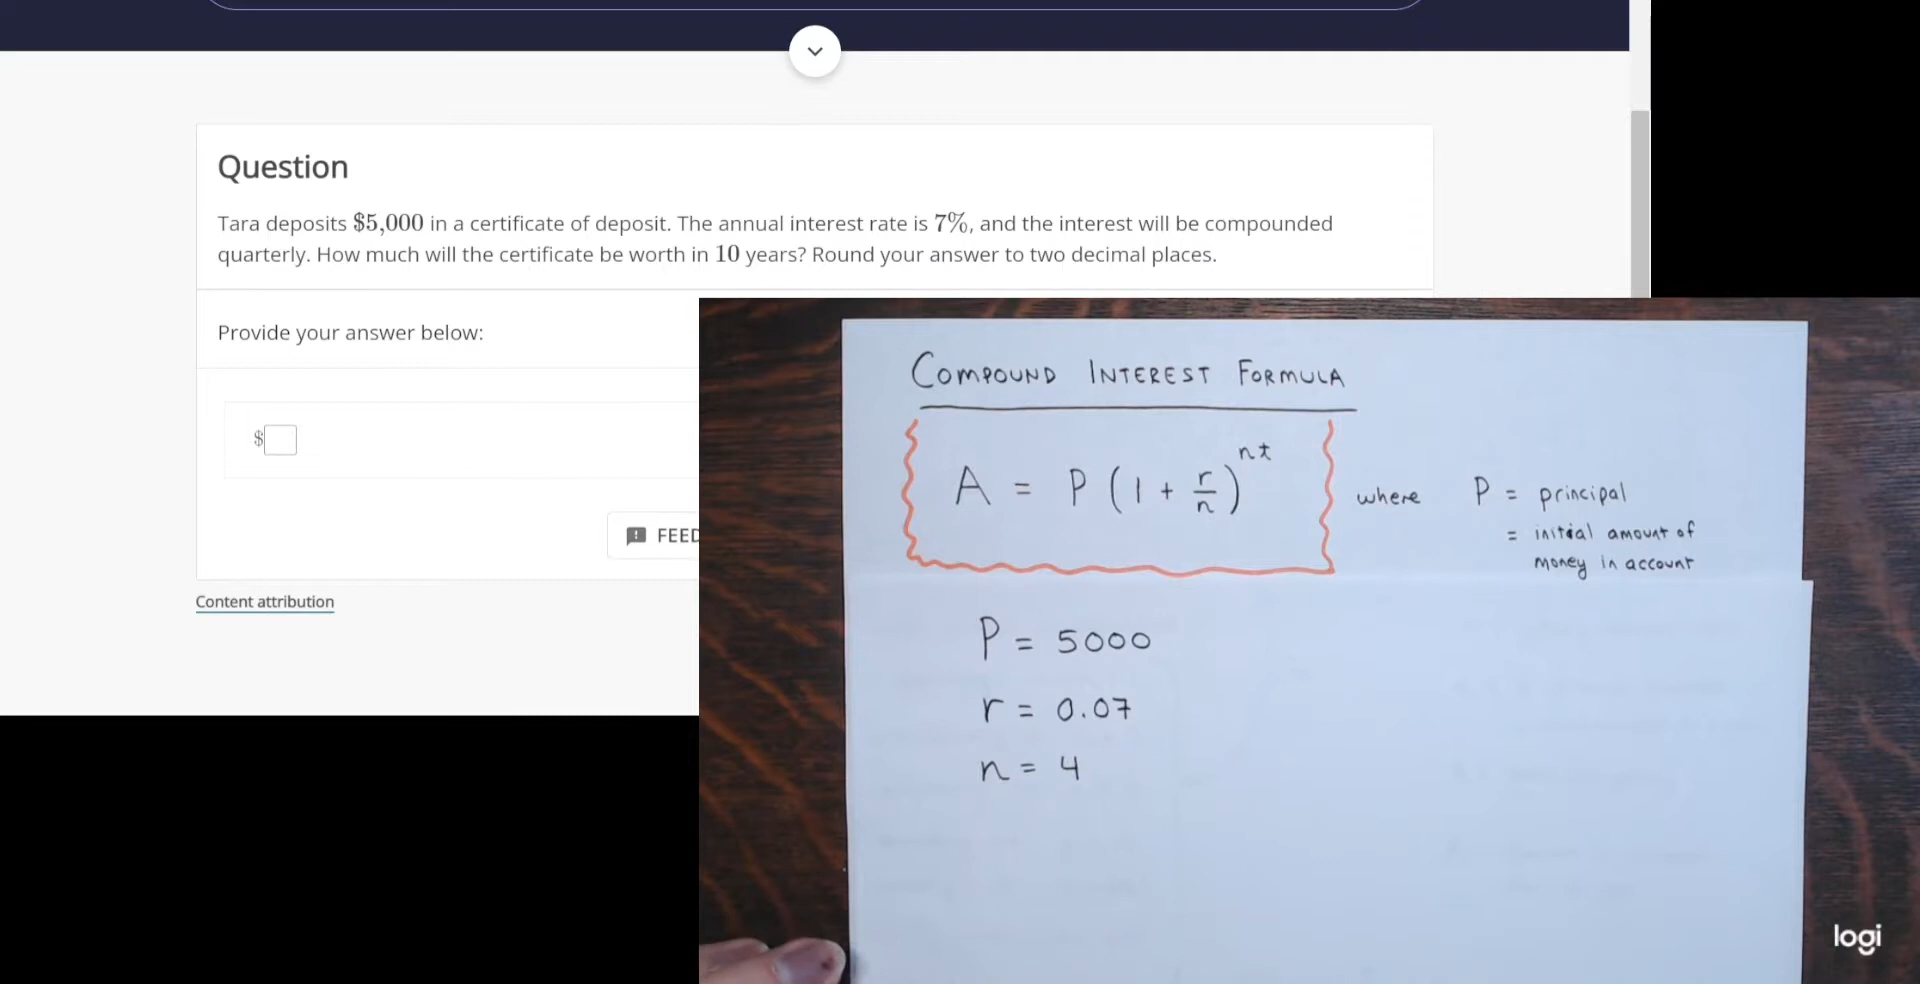 Question
Tara deposits $5,000 in a certificate of deposit. The annual interest rate is 7%, and the interest will be compounded
quarterly. How much will the certificate be worth in 10 years? Round your answer to two decimal places.
Provide your answer below:
$
FEED
Content attribution
COMPOUND INTEREST FORMULA
A = P (1 + r/n)^nt where P = principal
= initial amount of
money in account
P = 5000
r = 0.07
n = 4
logi